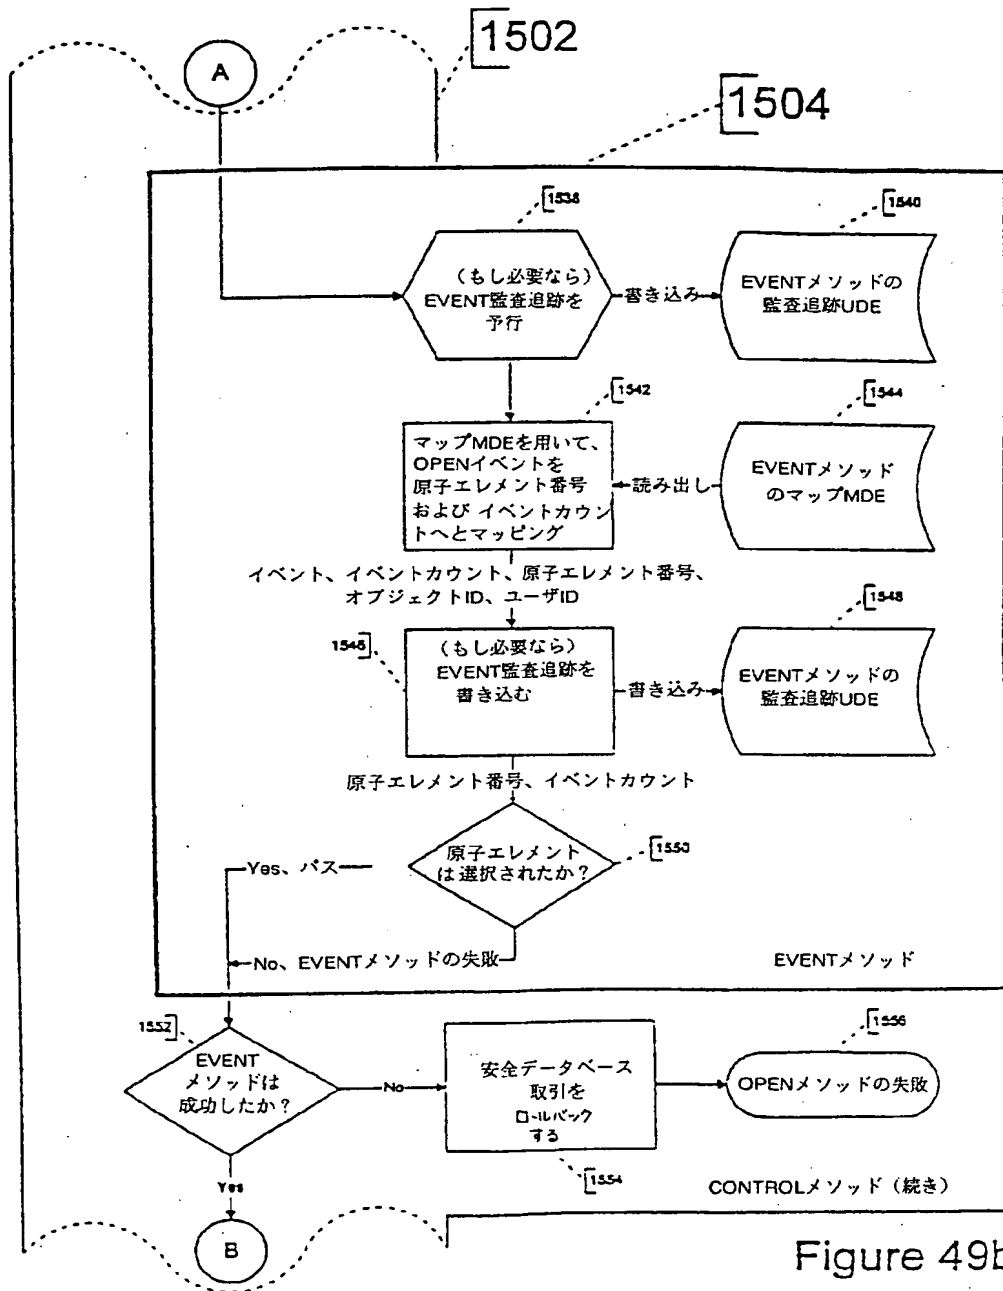 1502
A
1504
1538
1540
（もし必要なら）
EVENT監査追跡を
予行
書き込み
EVENTメソッドの
監査追跡UDE
1542
1544
マップMDEを用いて、
OPENイベントを
原子エレメント番号
および イベントカウン
トへとマッピング
読み出し
EVENTメソッド
のマップMDE
イベント、イベントカウント、原子エレメント番号、
オブジェクトID、ユーザID
1546
1548
（もし必要なら）
EVENT監査追跡を
書き込む
書き込み
EVENTメソッドの
監査追跡UDE
原子エレメント番号、イベントカウント
原子エレメント
は選択されたか？
1550
Yes、パス
No、EVENTメソッドの失敗
EVENTメソッド
1552
EVENT
メソッドは
成功したか？
No
安全データベース
取引を
ロールバック
する
1554
1556
OPENメソッドの失敗
Yes
CONTROLメソッド（続き）
B
Figure 49b